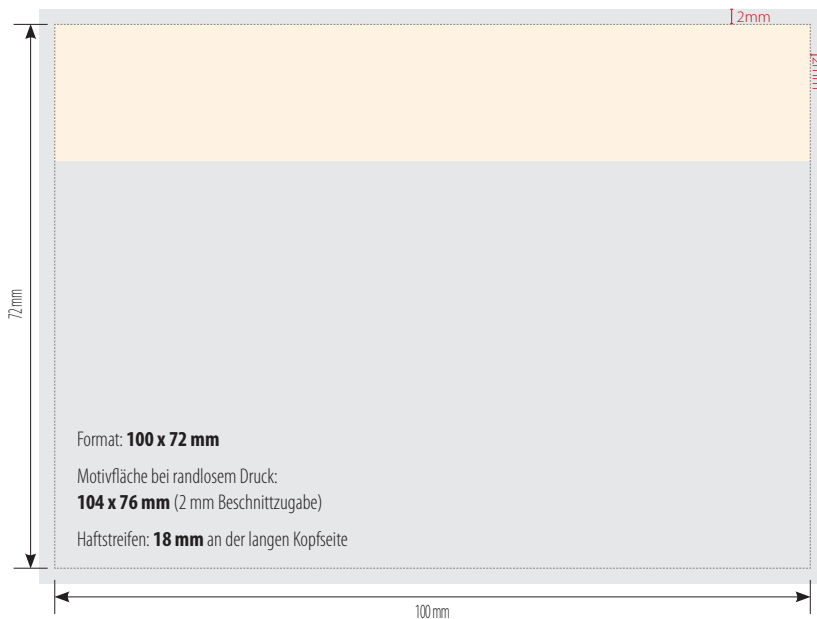 2mm
72 mm
Format: 100 x 72 mm
Motivfläche bei randlosem Druck:
104 x 76 mm (2 mm Beschnittzugabe)
Haftstreifen: 18 mm an der langen Kopfseite
100 mm